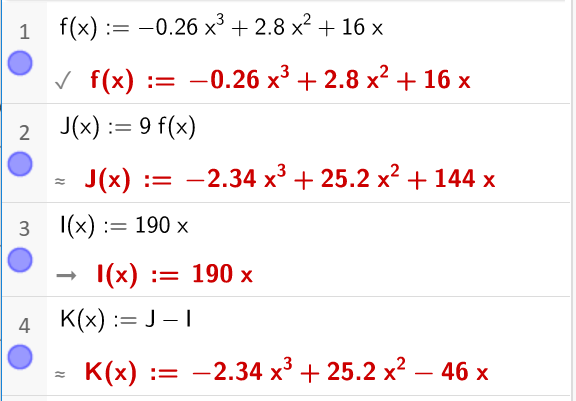 1 f(x) := −0.26 x³ + 2.8 x² + 16 x
✓ f(x) := −0.26 x³ + 2.8 x² + 16 x
2 J(x) := 9 f(x)
≈ J(x) := −2.34 x³ + 25.2 x² + 144 x
3 I(x) := 190 x
→ I(x) := 190 x
4 K(x) := J − I
≈ K(x) := −2.34 x³ + 25.2 x² − 46 x